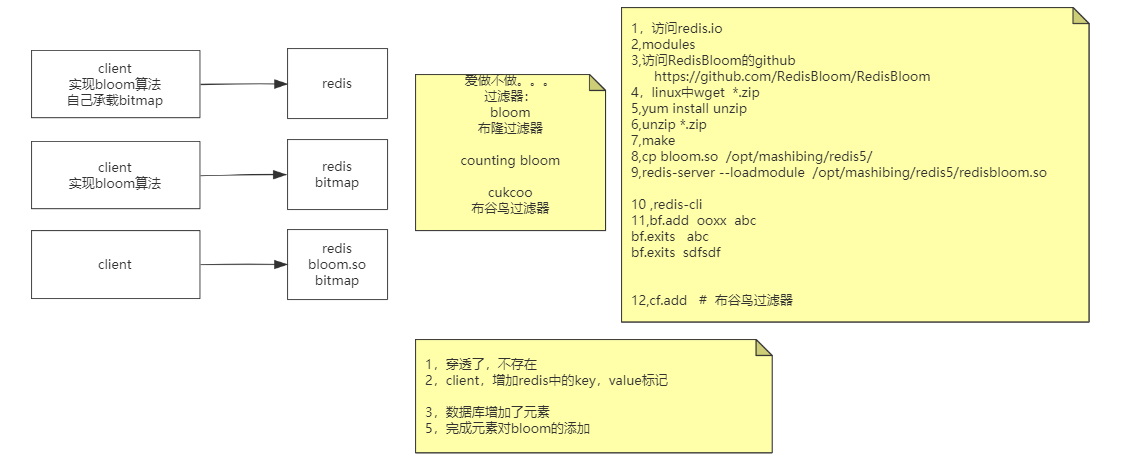 client
实现bloom算法
自己承载bitmap
redis
client
实现bloom算法
redis
bitmap
client
redis
bloom.so
bitmap
爱做不做。。。
过滤器：
bloom
布隆过滤器
counting bloom
cukcoo
布谷鸟过滤器
1，访问redis.io
2,modules
3,访问RedisBloom的github
https://github.com/RedisBloom/RedisBloom
4，linux中wget *.zip
5,yum install unzip
6,unzip *.zip
7,make
8,cp bloom.so /opt/mashibing/redis5/
9,redis-server --loadmodule /opt/mashibing/redis5/redisbloom.so
10 ,redis-cli
11,bf.add ooxx abc
bf.exits abc
bf.exits sdfsdf
12,cf.add # 布谷鸟过滤器
1，穿透了，不存在
2，client，增加redis中的key，value标记
3，数据库增加了元素
5，完成元素对bloom的添加